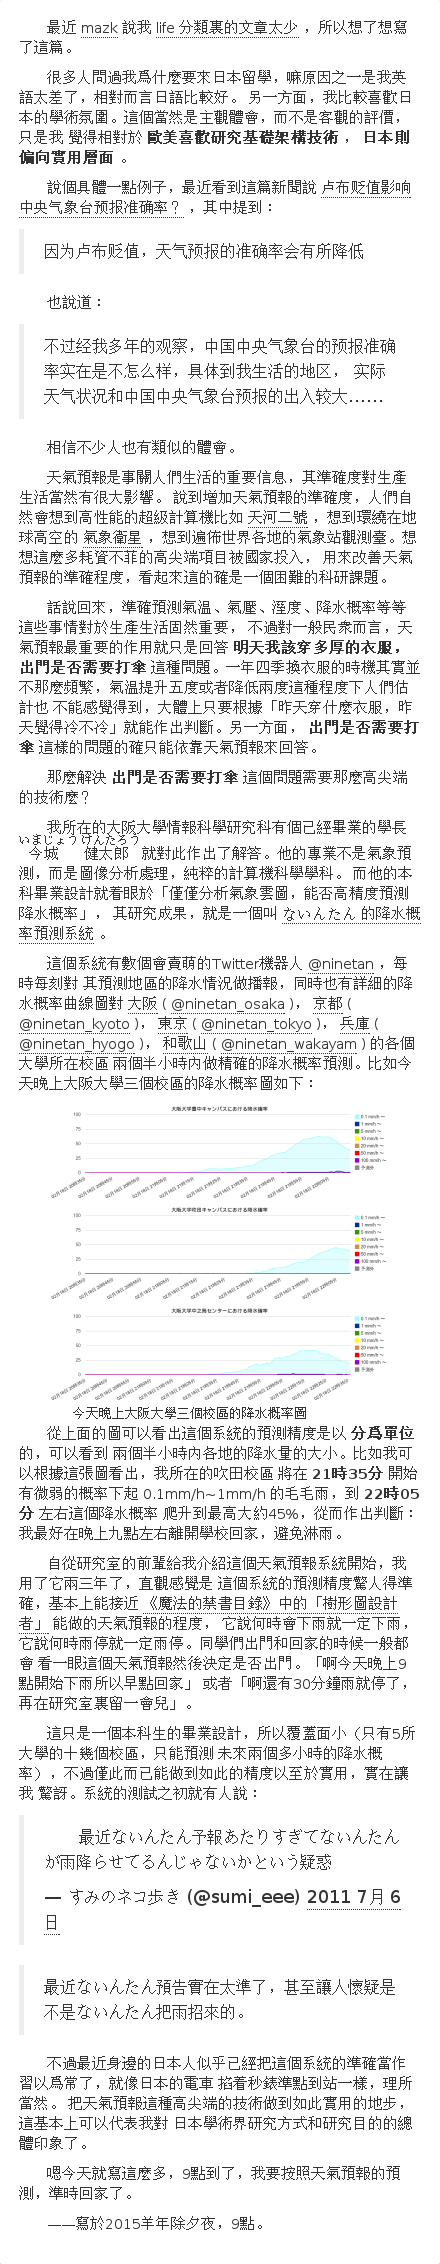 最近 mazk 說我 life 分類裏的文章太少 ，所以想了想寫
了這篇。
很多人問過我爲什麼要來日本留學，嘛原因之一是我英
語太差了，相對而言日語比較好。 另一方面，我比較喜歡日
本的學術氛圍。這個當然是主觀體會，而不是客觀的評價，
只是我 覺得相對於 歐美喜歡研究基礎架構技術 ， 日本則
偏向實用層面 。
說個具體一點例子，最近看到這篇新聞說 卢布贬值影响
中央气象台预报准确率？ ，其中提到：
因为卢布贬值，天气预报的准确率会有所降低
也說道：
不过经我多年的观察，中国中央气象台的预报准确
率实在是不怎么样，具体到我生活的地区， 实际
天气状况和中国中央气象台预报的出入较大……
相信不少人也有類似的體會。
天氣預報是事關人們生活的重要信息，其準確度對生產
生活當然有很大影響。 說到增加天氣預報的準確度，人們自
然會想到高性能的超級計算機比如 天河二號 ，想到環繞在地
球高空的 氣象衛星 ，想到遍佈世界各地的氣象站觀測臺。想
想這麼多耗資不菲的高尖端項目被國家投入， 用來改善天氣
預報的準確程度，看起來這的確是一個困難的科研課題。
話說回來，準確預測氣溫、氣壓、溼度、降水概率等等
這些事情對於生產生活固然重要， 不過對一般民衆而言，天
氣預報最重要的作用就只是回答 明天我該穿多厚的衣服，
出門是否需要打傘 這種問題。一年四季換衣服的時機其實並
不那麼頻繁，氣溫提升五度或者降低兩度這種程度下人們估
計也 不能感覺得到，大體上只要根據「昨天穿什麼衣服，昨
天覺得冷不冷」就能作出判斷。另一方面， 出門是否需要打
傘 這樣的問題的確只能依靠天氣預報來回答。
那麼解決 出門是否需要打傘 這個問題需要那麼高尖端
的技術麼？
我所在的大阪大學情報科學研究科有個已經畢業的學長
いまじょう けんたろう
今城 健太郎 就對此作出了解答。他的專業不是氣象預
測，而是圖像分析處理，純粹的計算機科學學科。 而他的本
科畢業設計就着眼於「僅僅分析氣象雲圖，能否高精度預測
降水概率」， 其研究成果，就是一個叫 ないんたん 的降水概
率預測系統 。
這個系統有數個會賣萌的Twitter機器人 @ninetan ，每
時每刻對 其預測地區的降水情況做播報，同時也有詳細的降
水概率曲線圖對 大阪 ( @ninetan_osaka )， 京都 (
@ninetan_kyoto )， 東京 ( @ninetan_tokyo )， 兵庫 (
@ninetan_hyogo )， 和歌山 ( @ninetan_wakayam ) 的各個
大學所在校區 兩個半小時內做精確的降水概率預測。比如今
天晚上大阪大學三個校區的降水概率圖如下：
大阪大学豊中キャンパスにおける降水確率
100
75
50
25
0
0.1 mm/h ～
1 mm/h ～
5 mm/h ～
10 mm/h ～
20 mm/h ～
50 mm/h ～
100 mm/h ～
予測外
大阪大学吹田キャンパスにおける降水確率
100
75
50
25
0
0.1 mm/h ～
1 mm/h ～
5 mm/h ～
10 mm/h ～
20 mm/h ～
50 mm/h ～
100 mm/h ～
予測外
大阪大学中之島センターにおける降水確率
100
75
50
25
0
0.1 mm/h ～
1 mm/h ～
5 mm/h ～
10 mm/h ～
20 mm/h ～
50 mm/h ～
100 mm/h ～
予測外
今天晚上大阪大學三個校區的降水概率圖
從上面的圖可以看出這個系統的預測精度是以 分爲單位
的，可以看到 兩個半小時內各地的降水量的大小。比如我可
以根據這張圖看出，我所在的吹田校區 將在 21時35分 開始
有微弱的概率下起 0.1mm/h~1mm/h 的毛毛雨，到 22時05
分 左右這個降水概率 爬升到最高大約45%，從而作出判斷：
我最好在晚上九點左右離開學校回家，避免淋雨。
自從研究室的前輩給我介紹這個天氣預報系統開始，我
用了它兩三年了，直觀感覺是 這個系統的預測精度驚人得準
確，基本上能接近 《魔法的禁書目錄》中的「樹形圖設計
者」 能做的天氣預報的程度， 它說何時會下雨就一定下雨，
它說何時雨停就一定雨停。同學們出門和回家的時候一般都
會 看一眼這個天氣預報然後決定是否出門。「啊今天晚上9
點開始下雨所以早點回家」 或者「啊還有30分鐘雨就停了，
再在研究室裏留一會兒」。
這只是一個本科生的畢業設計，所以覆蓋面小（只有5所
大學的十幾個校區，只能預測 未來兩個多小時的降水概
率），不過僅此而已能做到如此的精度以至於實用，實在讓
我 驚訝。系統的測試之初就有人說：
最近ないんたん予報あたりすぎてないんたん
が雨降らせてるんじゃないかという疑惑
— すみのネコ歩き (@sumi_eee) 2011 7月 6
日
最近ないんたん預告實在太準了，甚至讓人懷疑是
不是ないんたん把雨招來的。
不過最近身邊的日本人似乎已經把這個系統的準確當作
習以爲常了，就像日本的電車 掐着秒錶準點到站一樣，理所
當然。 把天氣預報這種高尖端的技術做到如此實用的地步，
這基本上可以代表我對 日本學術界研究方式和研究目的的總
體印象了。
嗯今天就寫這麼多，9點到了，我要按照天氣預報的預
測，準時回家了。
——寫於2015羊年除夕夜，9點。